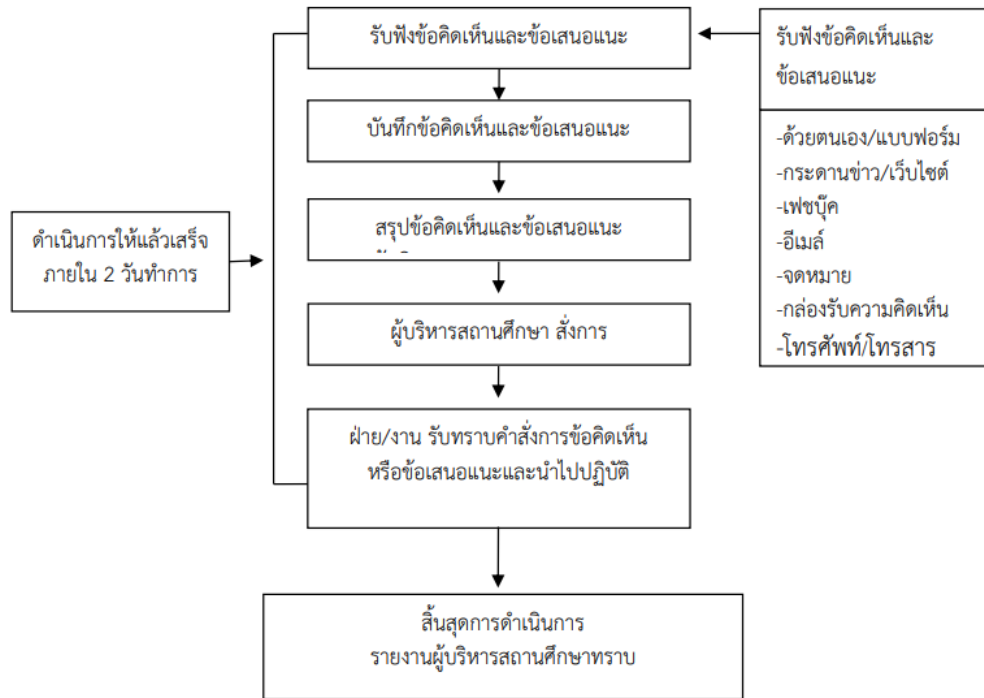 รับฟังข้อคิดเห็นและข้อเสนอแนะ
บันทึกข้อคิดเห็นและข้อเสนอแนะ
สรุปข้อคิดเห็นและข้อเสนอแนะ
ผู้บริหารสถานศึกษา สั่งการ
ฝ่าย/งาน รับทราบคำสั่งการข้อคิดเห็น
หรือข้อเสนอแนะและนำไปปฏิบัติ
สิ้นสุดการดำเนินการ
รายงานผู้บริหารสถานศึกษาทราบ
ดำเนินการให้แล้วเสร็จ
ภายใน 2 วันทำการ
รับฟังข้อคิดเห็นและ
ข้อเสนอแนะ
-ด้วยตนเอง/แบบฟอร์ม
-กระดานข่าว/เว็บไซต์
-เฟชบุ๊ค
-อีเมล์
-จดหมาย
-กล่องรับความคิดเห็น
-โทรศัพท์/โทรสาร